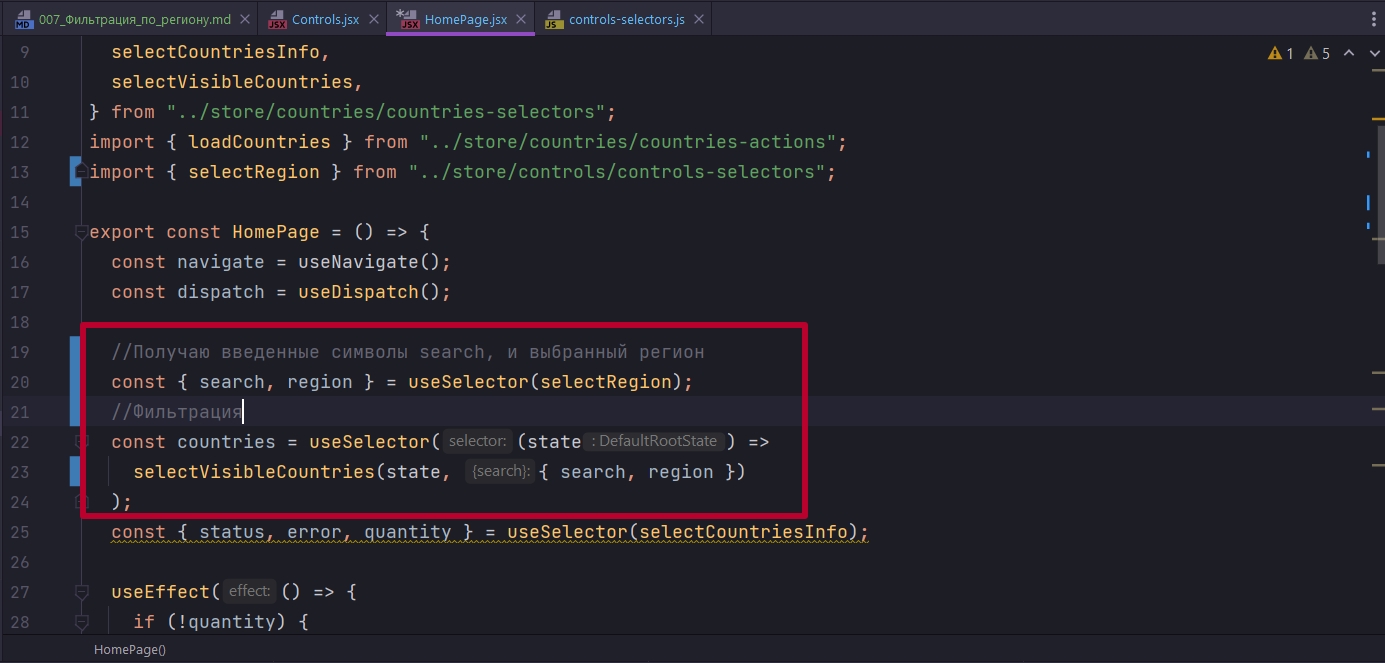 007_Фильтрация_по_региону.md Controls.jsx HomePage.jsx controls-selectors.js
9 selectCountriesInfo, 1 5
10 selectVisibleCountries,
11 } from "../store/countries/countries-selectors";
12 import { loadCountries } from "../store/countries/countries-actions";
13 import { selectRegion } from "../store/controls/controls-selectors";
14
15 export const HomePage = () => {
16 const navigate = useNavigate();
17 const dispatch = useDispatch();
18
19 //Получаю введенные символы search, и выбранный регион
20 const { search, region } = useSelector(selectRegion);
21 //Фильтрация
22 const countries = useSelector( selector: (state : DefaultRootState ) =>
23 selectVisibleCountries(state, {search}: { search, region })
24 );
25 const { status, error, quantity } = useSelector(selectCountriesInfo);
26
27 useEffect( effect: () => {
28 if (!quantity) {
HomePage()